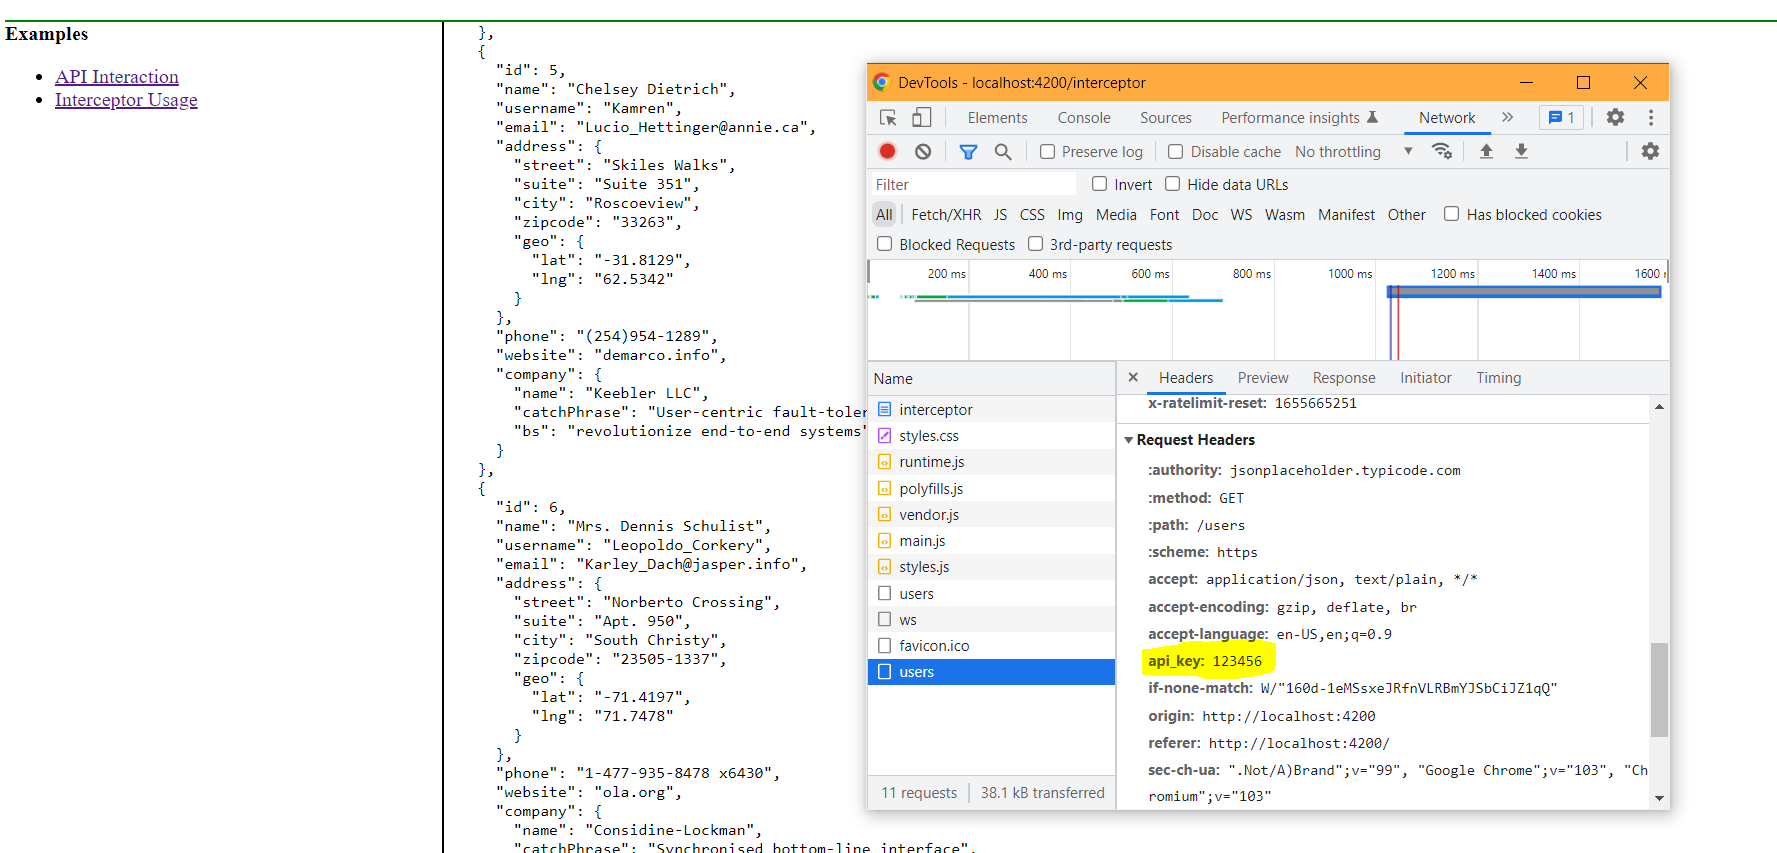 Examples
API Interaction
Interceptor Usage
},
{
"id": 5,
"name": "Chelsey Dietrich",
"username": "Kamren",
"email": "Lucio_Hettinger@annie.ca",
"address": {
"street": "Skiles Walks",
"suite": "Suite 351",
"city": "Roscoeview",
"zipcode": "33263",
"geo": {
"lat": "-31.8129",
"lng": "62.5342"
}
},
"phone": "(254)954-1289",
"website": "demarco.info",
"company": {
"name": "Keebler LLC",
"catchPhrase": "User-centric fault-toler
"bs": "revolutionize end-to-end systems"
}
},
{
"id": 6,
"name": "Mrs. Dennis Schulist",
"username": "Leopoldo_Corkery",
"email": "Karley_Dach@jasper.info",
"address": {
"street": "Norberto Crossing",
"suite": "Apt. 950",
"city": "South Christy",
"zipcode": "23505-1337",
"geo": {
"lat": "-71.4197",
"lng": "71.7478"
}
},
"phone": "1-477-935-8478 x6430",
"website": "ola.org",
"company": {
"name": "Considine-Lockman",
"catchPhrase": "Synchronised bottom-line interface",
DevTools - localhost:4200/interceptor
Elements Console Sources Performance insights Network » 1
Preserve log Disable cache No throttling
Filter Invert Hide data URLs
All Fetch/XHR JS CSS Img Media Font Doc WS Wasm Manifest Other Has blocked cookies
Blocked Requests 3rd-party requests
200 ms 400 ms 600 ms 800 ms 1000 ms 1200 ms 1400 ms 1600
Name
interceptor
styles.css
runtime.js
polyfills.js
vendor.js
main.js
styles.js
users
ws
favicon.ico
users
11 requests 38.1 kB transferred
Headers Preview Response Initiator Timing
x-ratelimit-reset: 1655665251
Request Headers
:authority: jsonplaceholder.typicode.com
:method: GET
:path: /users
:scheme: https
accept: application/json, text/plain, */*
accept-encoding: gzip, deflate, br
accept-language: en-US,en;q=0.9
api_key: 123456
if-none-match: W/"160d-1eMSsxeJRfnVLRBmYJSbCiJZ1qQ"
origin: http://localhost:4200
referer: http://localhost:4200/
sec-ch-ua: ".Not/A)Brand";v="99", "Google Chrome";v="103", "Ch
romium";v="103"